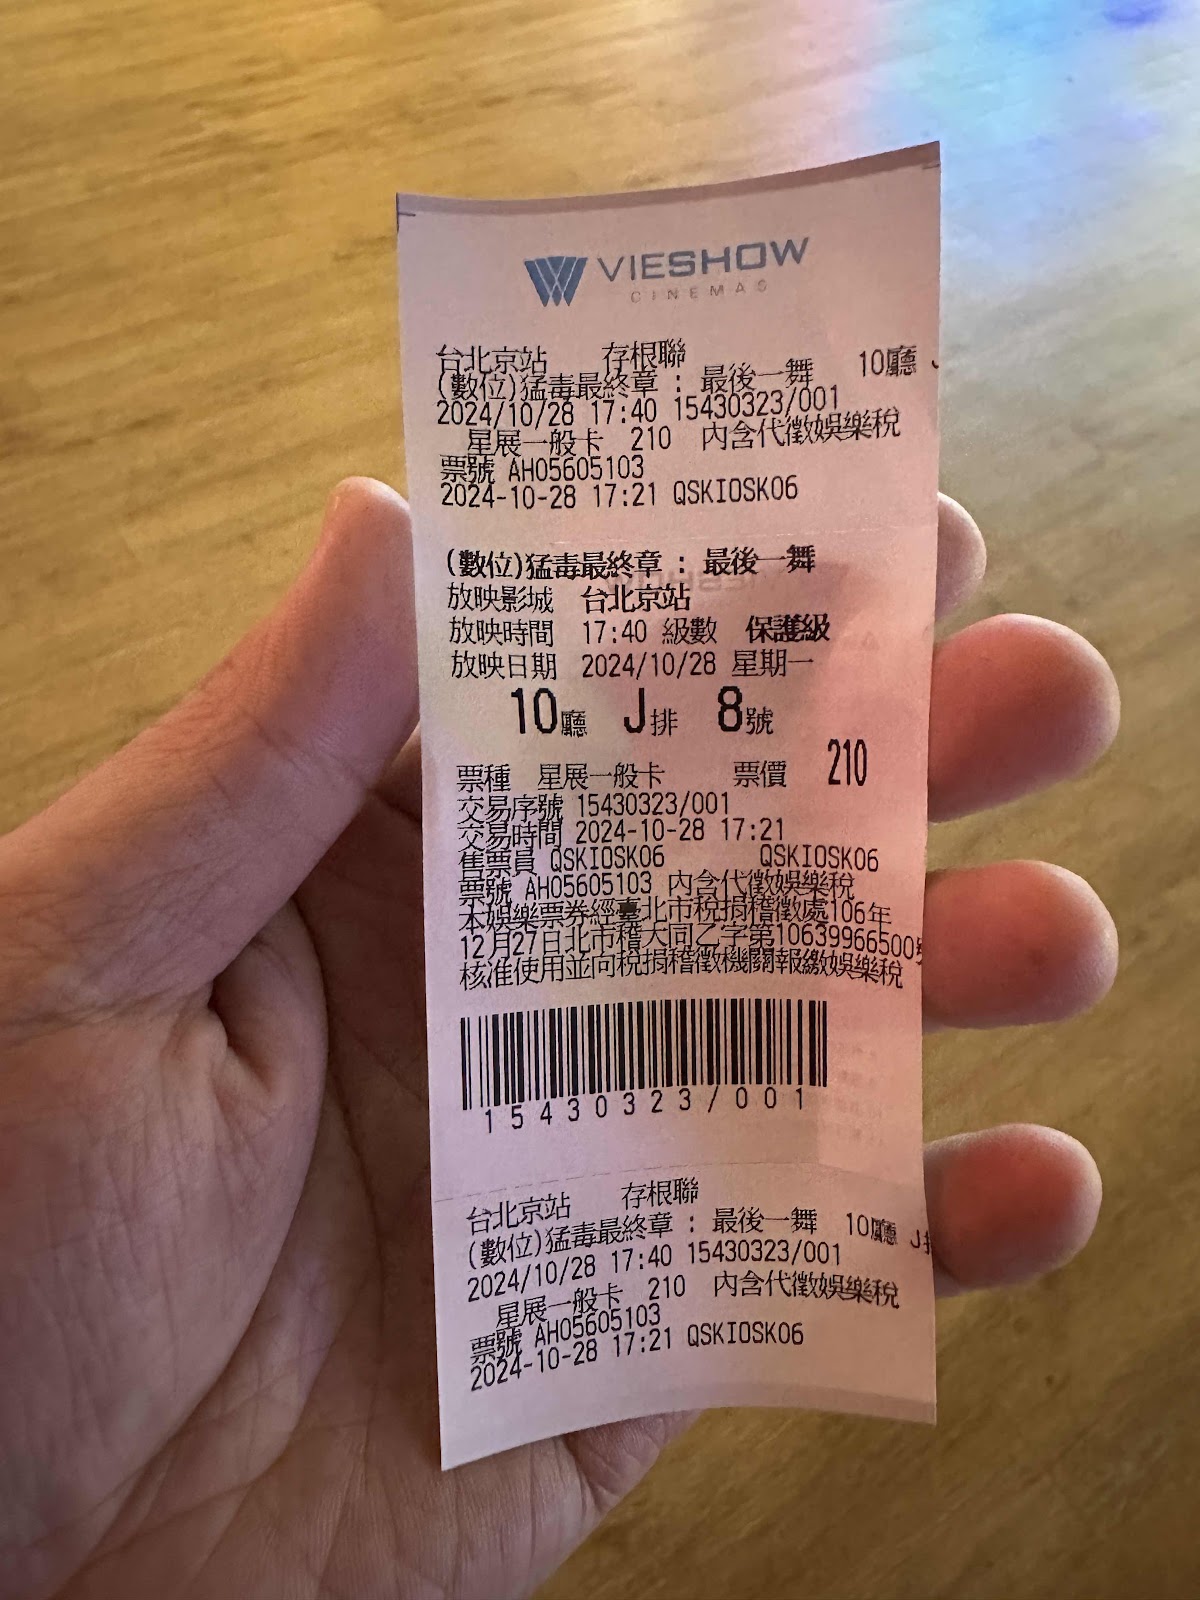 VIESHOW
CINEMAS
台北京站 存根聯
(數位)猛毒最終章：最後一舞 10廳
2024/10/28 17:40 15430323/001
星展一般卡 210 內含代徵娛樂稅
票號 AH05605103
2024-10-28 17:21 QSKIOSK06
(數位)猛毒最終章：最後一舞
放映影城 台北京站
放映時間 17:40 級數 保護級
放映日期 2024/10/28 星期一
10廳 J排 8號
票種 星展一般卡 票價 210
交易序號 15430323/001
交易時間 2024-10-28 17:21
售票員 QSKIOSK06 QSKIOSK06
票號 AH05605103 內含代徵娛樂稅
本娛樂票券經臺北市稅捐稽徵處106年
12月27日北市稽大同乙字第10639966500號
核准使用並向稅捐稽徵機關報繳娛樂稅
15430323/001
台北京站 存根聯
(數位)猛毒最終章：最後一舞 10廳 J排
2024/10/28 17:40 15430323/001
星展一般卡 210 內含代徵娛樂稅
票號 AH05605103
2024-10-28 17:21 QSKIOSK06